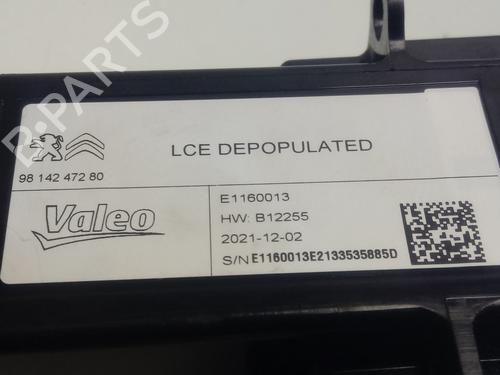 B-PARTS
LCE DEPOPULATED
98 142 472 80
Valeo
E1160013
HW: B12255
2021-12-02
S/N E1160013E2133535885D